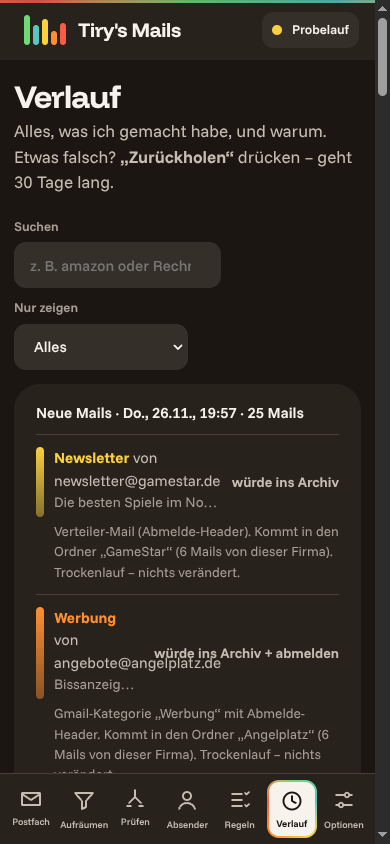 Tiry's Mails
Probelauf
Verlauf
Alles, was ich gemacht habe, und warum.
Etwas falsch? „Zurückholen“ drücken – geht
30 Tage lang.
Suchen
z. B. amazon oder Rechr
Nur zeigen
Alles
Neue Mails · Do., 26.11., 19:57 · 25 Mails
Newsletter von
newsletter@gamestar.de würde ins Archiv
Die besten Spiele im No…
Verteiler-Mail (Abmelde-Header). Kommt in den
Ordner „GameStar“ (6 Mails von dieser Firma).
Trockenlauf – nichts verändert.
Werbung
von
würde ins Archiv + abmelden
angebote@angelplatz.de
Bissanzeig…
Gmail-Kategorie „Werbung“ mit Abmelde-
Header. Kommt in den Ordner „Angelplatz“ (6
Mails von dieser Firma). Trockenlauf – nichts
verändert.
Postfach
Aufräumen
Prüfen
Absender
Regeln
Verlauf
Optionen